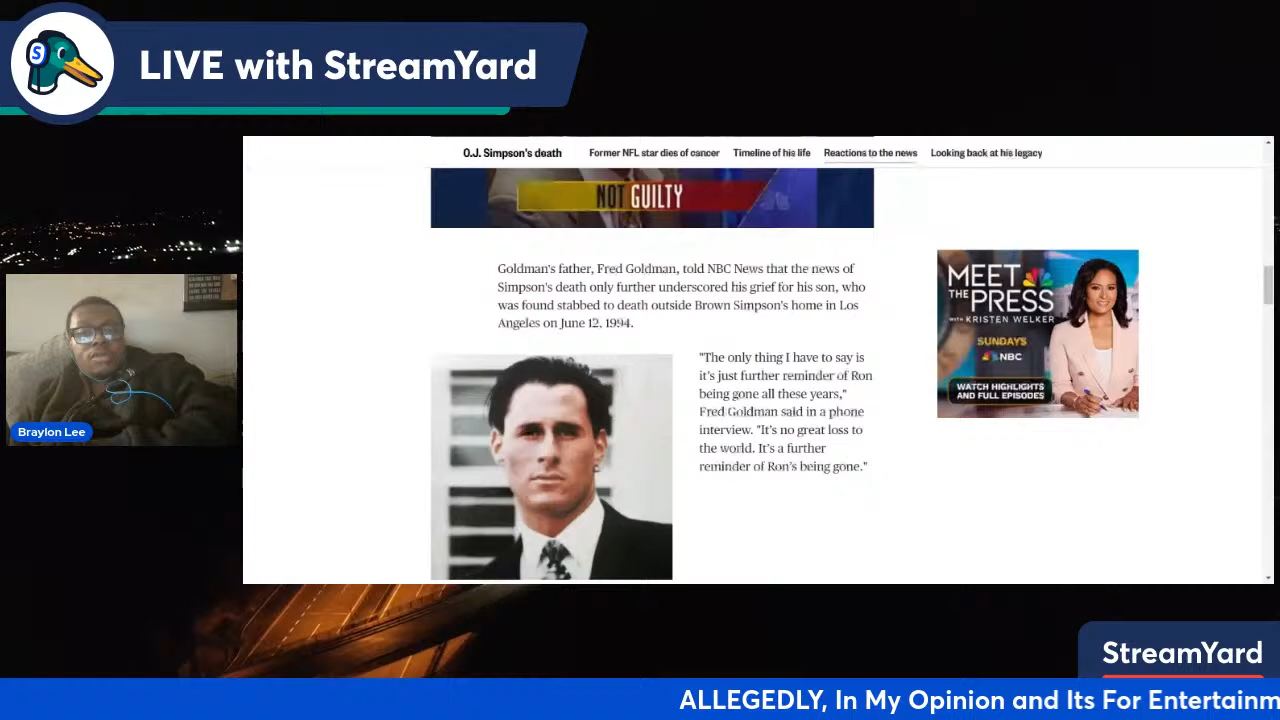 S
LIVE with StreamYard
O.J. Simpson's death
Former NFL star dies of cancer
Timeline of his life
Reactions to the news
Looking back at his legacy
NOT GUILTY
Goldman's father, Fred Goldman, told NBC News that the news of
Simpson's death only further underscored his grief for his son, who
was found stabbed to death outside Brown Simpson's home in Los
Angeles on June 12, 1994.
"The only thing I have to say is
it's just further reminder of Ron
being gone all these years,"
Fred Goldman said in a phone
interview. "It's no great loss to
the world. It's a further
reminder of Ron's being gone."
MEET
THE PRESS
WITH KRISTEN WELKER
SUNDAYS
NBC
WATCH HIGHLIGHTS
AND FULL EPISODES
Braylon Lee
StreamYard
ALLEGEDLY, In My Opinion and Its For Entertainm